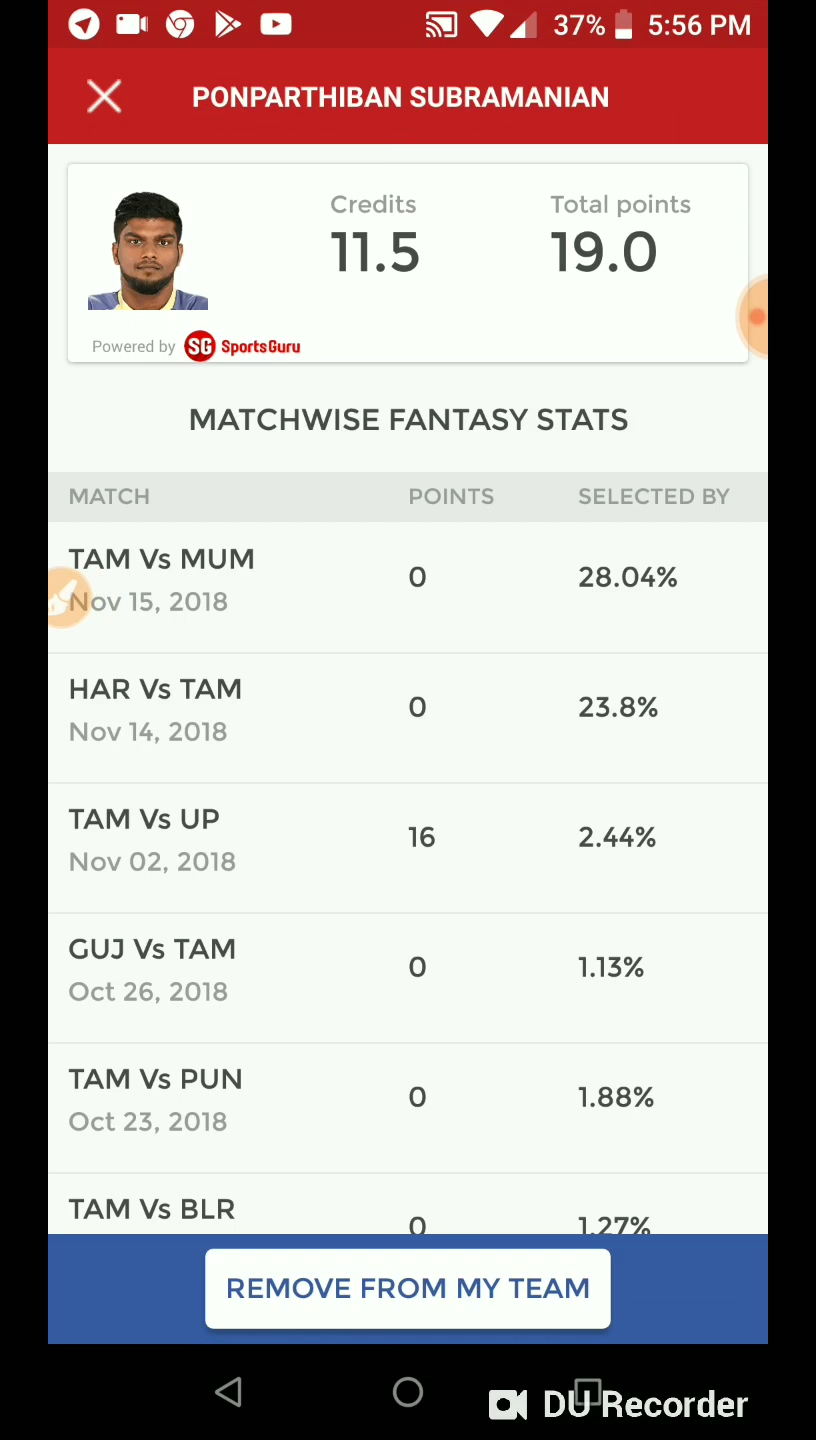 37% 5:56 PM
PONPARTHIBAN SUBRAMANIAN
Credits Total points
11.5 19.0
Powered by SG SportsGuru
MATCHWISE FANTASY STATS
MATCH POINTS SELECTED BY
TAM Vs MUM
0 28.04%
Nov 15, 2018
HAR Vs TAM
0 23.8%
Nov 14, 2018
TAM Vs UP
16 2.44%
Nov 02, 2018
GUJ Vs TAM
0 1.13%
Oct 26, 2018
TAM Vs PUN
0 1.88%
Oct 23, 2018
TAM Vs BLR
0 1.27%
REMOVE FROM MY TEAM
DU Recorder